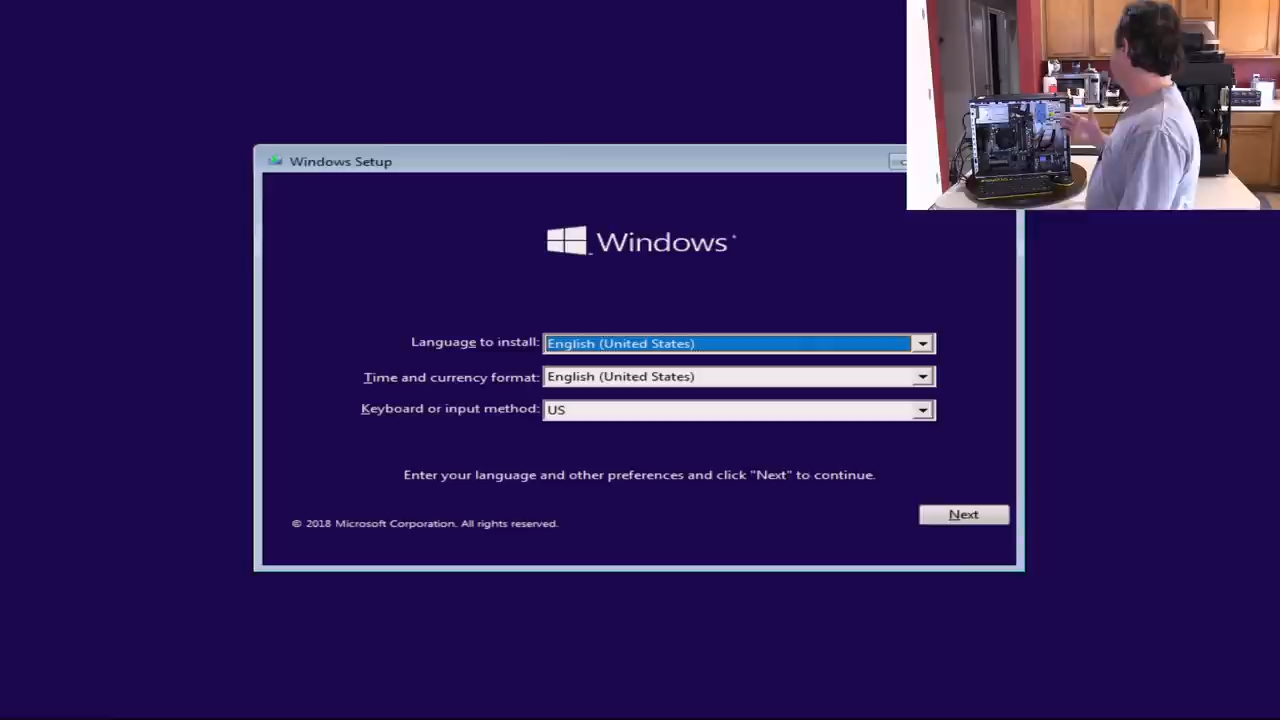 Windows Setup
Windows
Language to install: English (United States)
Time and currency format: English (United States)
Keyboard or input method: US
Enter your language and other preferences and click "Next" to continue.
Next
© 2018 Microsoft Corporation. All rights reserved.